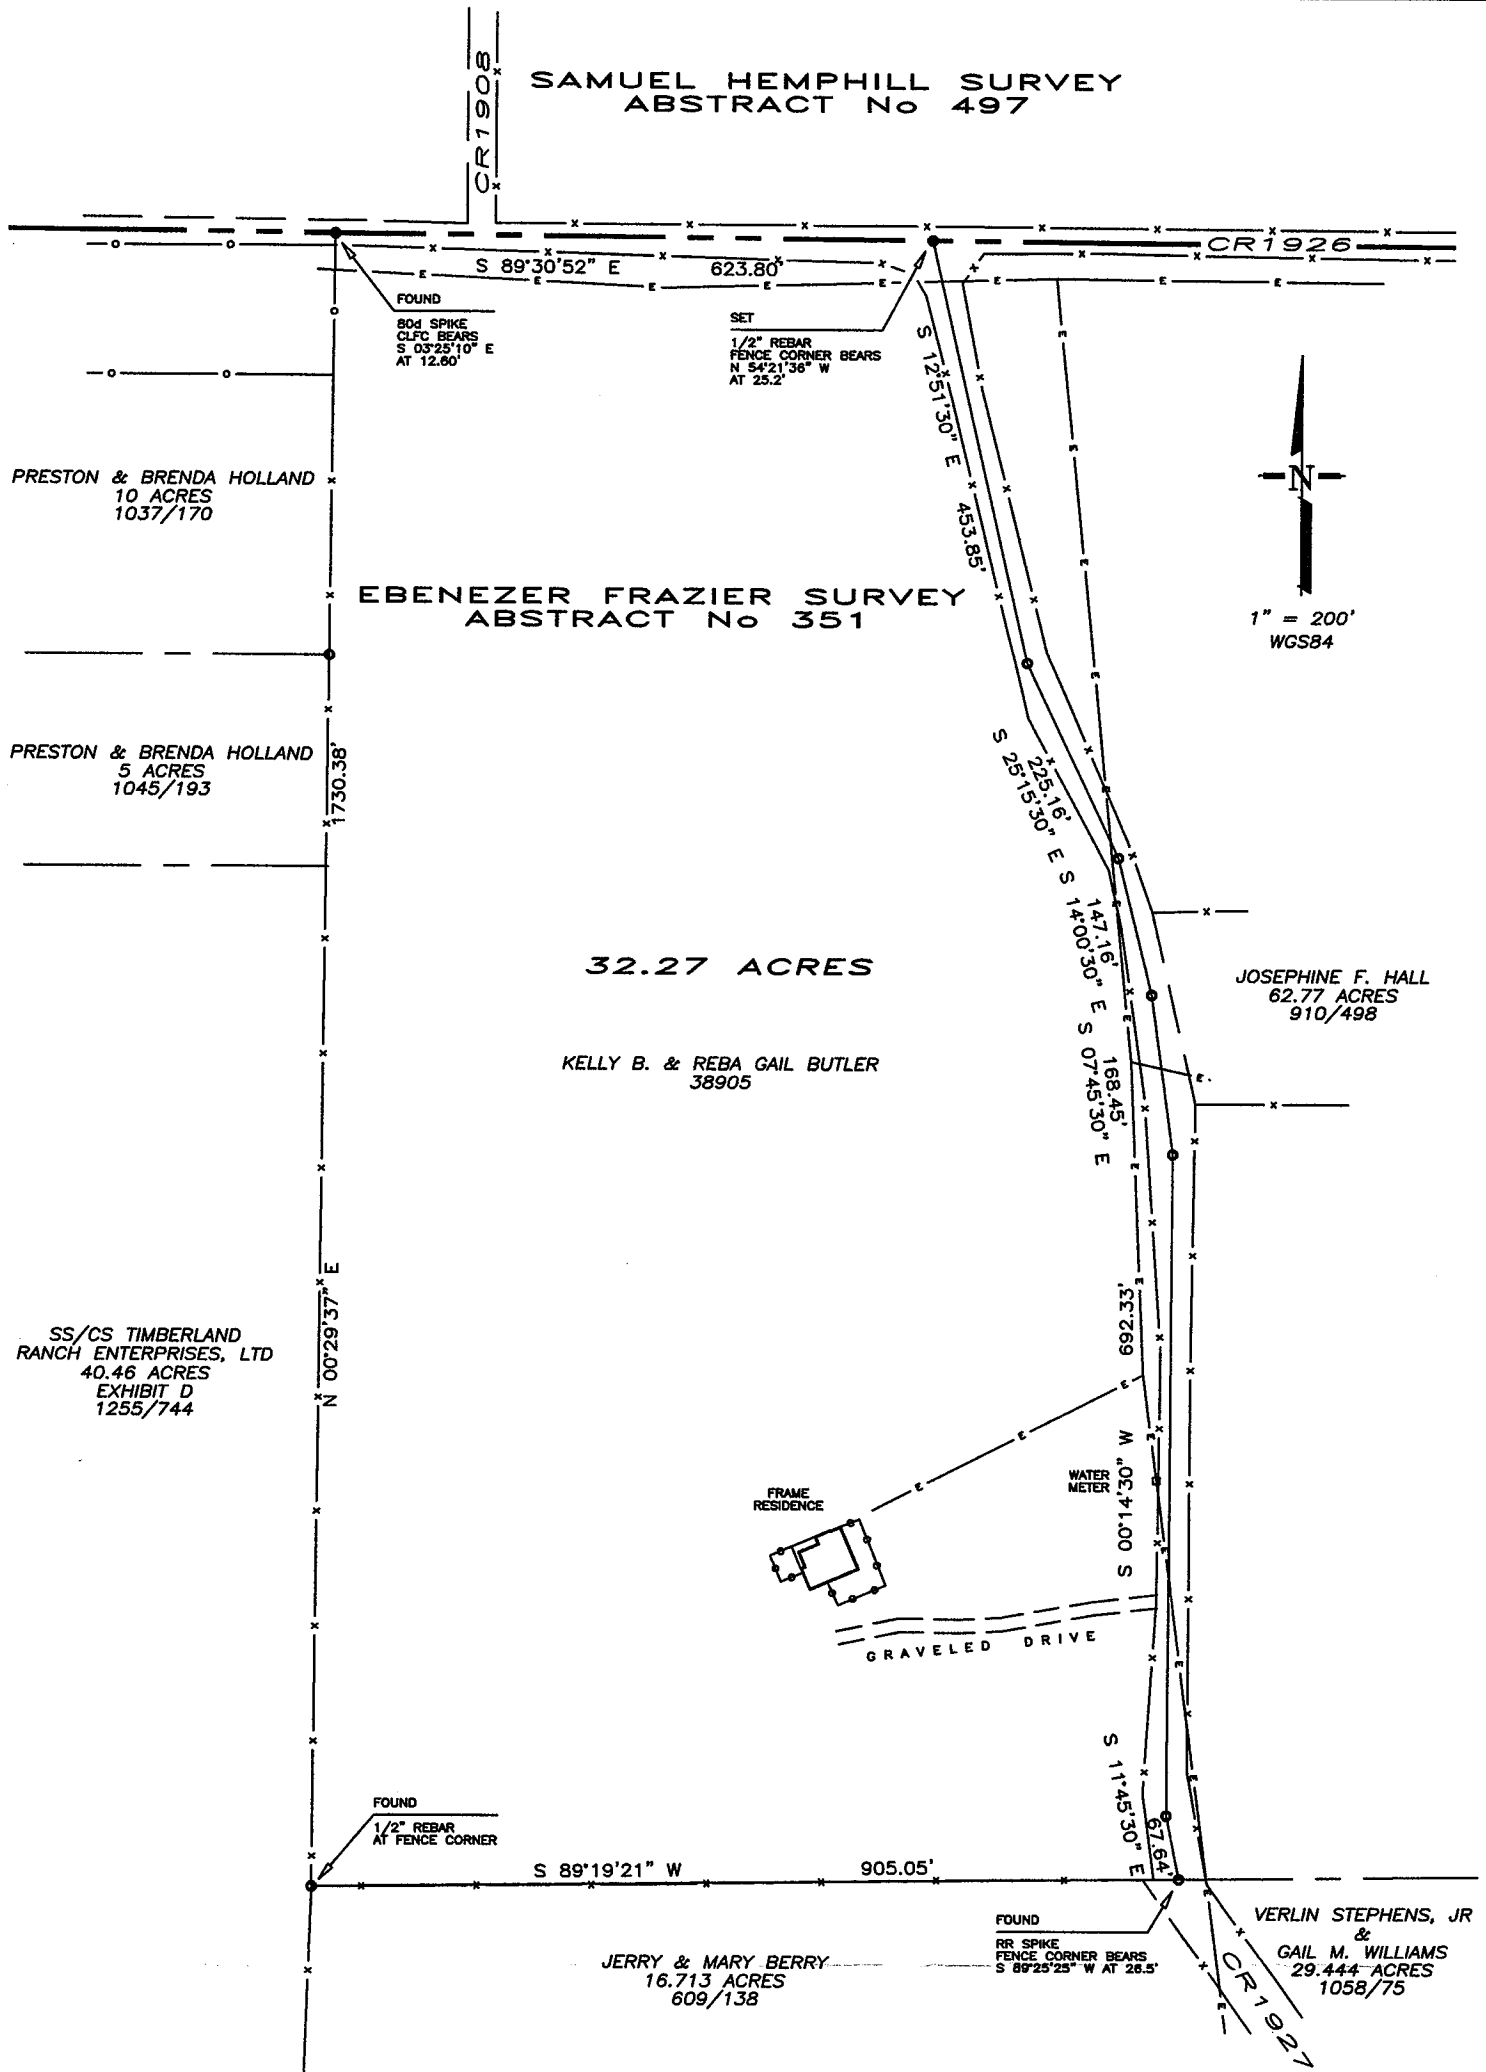 CR1908
SAMUEL HEMPHILL SURVEY
ABSTRACT No 497
CR1926
S 89°30'52" E
623.80'
FOUND
80d SPIKE
CLFC BEARS
S 03°25'10" E
AT 12.60'
SET
1/2" REBAR
FENCE CORNER BEARS
N 54°21'36" W
AT 25.2'
S 12°51'30" E
453.85'
N
1" = 200'
WGS84
PRESTON & BRENDA HOLLAND
10 ACRES
1037/170
EBENEZER FRAZIER SURVEY
ABSTRACT No 351
PRESTON & BRENDA HOLLAND
5 ACRES
1045/193
1730.38'
225.16'
S 25°15'30" E
147.16'
S 14°00'30" E
32.27 ACRES
JOSEPHINE F. HALL
62.77 ACRES
910/498
KELLY B. & REBA GAIL BUTLER
38905
168.45'
S 07°45'30" E
N 00°29'37" E
692.33'
S 00°14'30" W
SS/CS TIMBERLAND
RANCH ENTERPRISES, LTD
40.46 ACRES
EXHIBIT D
1255/744
WATER
METER
FRAME
RESIDENCE
GRAVELED DRIVE
S 11°45'30" E
67.64'
FOUND
1/2" REBAR
AT FENCE CORNER
S 89°19'21" W
905.05'
FOUND
RR SPIKE
FENCE CORNER BEARS
S 89°25'25" W AT 26.5'
JERRY & MARY BERRY
16.713 ACRES
609/138
VERLIN STEPHENS, JR
&
GAIL M. WILLIAMS
29.444 ACRES
1058/75
CR1927